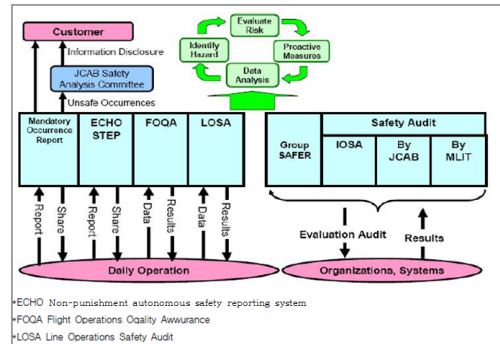 Customer
Information Disclosure
JCAB Safety
Analysis Committee
Unsafe Occurrences
Evaluate
Risk
Identify
Hazard
Proactive
Measures
Data
Analysis
Mandatory
Occurrence
Report
ECHO
STEP
FOQA
LOSA
Group
SAFER
Safety Audit
IOSA
By
JCAB
By
MLIT
Report
Share
Report
Share
Data
Results
Data
Results
Evaluation Audit
Results
Daily Operation
Organizations, Systems
*ECHO Non-punishment autonomous safety reporting system
*FOQA Flight Operations Oqality Awwurance
*LOSA Line Operations Safety Audit